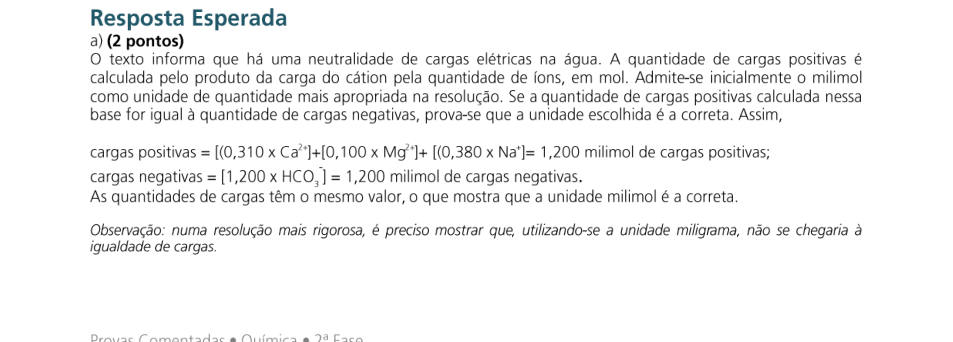 Resposta Esperada
a) (2 pontos)
O texto informa que há uma neutralidade de cargas elétricas na água. A quantidade de cargas positivas é
calculada pelo produto da carga do cátion pela quantidade de íons, em mol. Admite-se inicialmente o milimol
como unidade de quantidade mais apropriada na resolução. Se a quantidade de cargas positivas calculada nessa
base for igual à quantidade de cargas negativas, prova-se que a unidade escolhida é a correta. Assim,
cargas positivas = [(0,310 x Ca²⁺]+[0,100 x Mg²⁺]+ [(0,380 x Na⁺]= 1,200 milimol de cargas positivas;
cargas negativas = [1,200 x HCO₃⁻] = 1,200 milimol de cargas negativas.
As quantidades de cargas têm o mesmo valor, o que mostra que a unidade milimol é a correta.
Observação: numa resolução mais rigorosa, é preciso mostrar que, utilizando-se a unidade miligrama, não se chegaria à
igualdade de cargas.
Provas Comentadas • Química • 2ª Fase